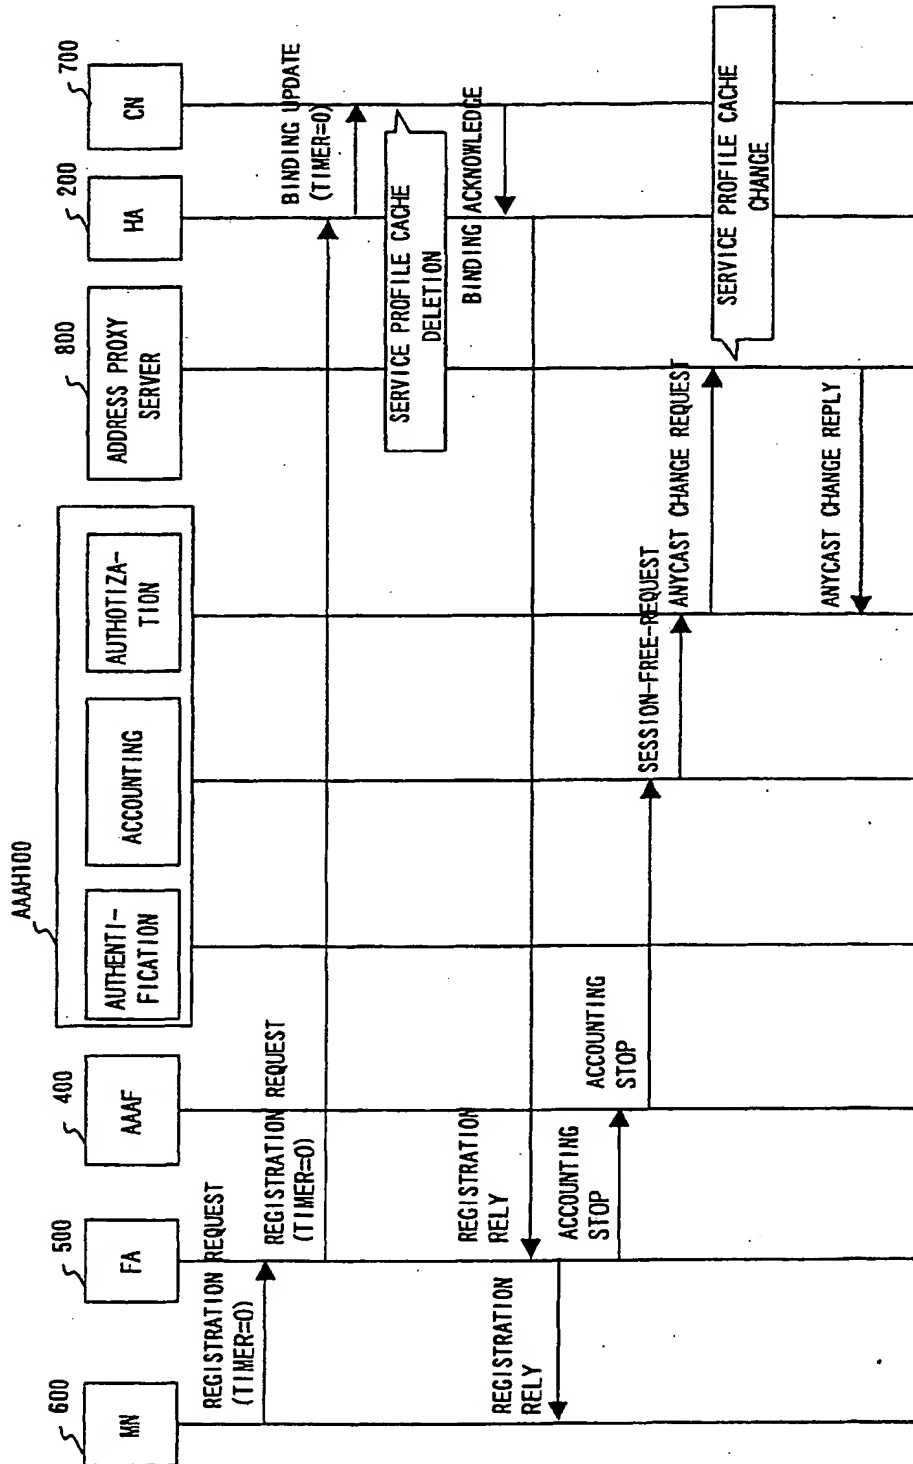 600
MN
500
FA
400
AAAF
AAAH100
AUTHENTI-
FICATION
ACCOUNTING
AUTHOTIZA-
TION
800
ADDRESS PROXY
SERVER
200
HA
700
CN
REGISTRATION REQUEST
(TIMER=0)
REGISTRATION REQUEST
(TIMER=0)
BINDING UPDATE
(TIMER=0)
SERVICE PROFILE CACHE
DELETION
BINDING ACKNOWLEDGE
REGISTRATION
RELY
REGISTRATION
RELY
ACCOUNTING
STOP
ACCOUNTING
STOP
SESSION-FREE-REQUEST
ANYCAST CHANGE REQUEST
SERVICE PROFILE CACHE
CHANGE
ANYCAST CHANGE REPLY